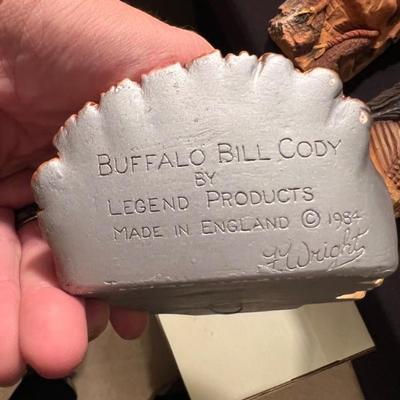 BUFFALO BILL CODY
BY
LEGEND PRODUCTS
MADE IN ENGLAND © 1984
F. Wright